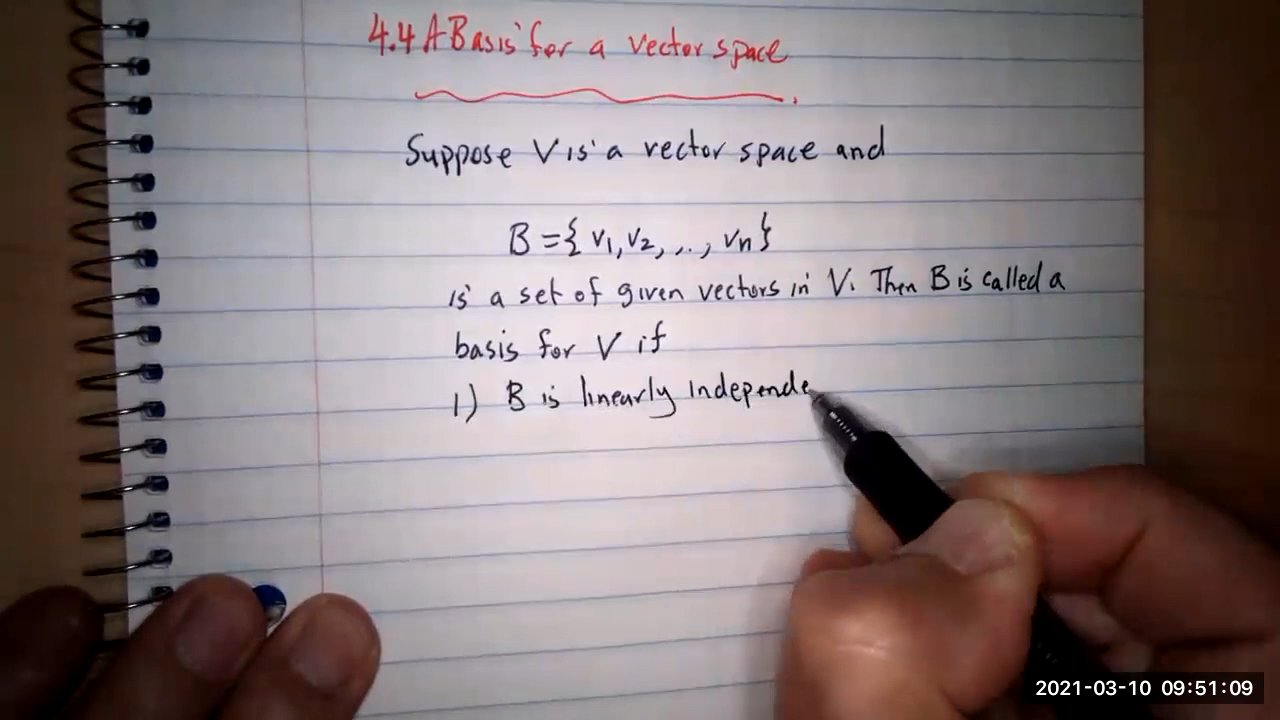 4.4 A Basis for a vector space
Suppose V is a vector space and
B = { v1, v2, ..., vn }
is a set of given vectors in V. Then B is called a
basis for V if
1) B is linearly independe
2021-03-10 09:51:09